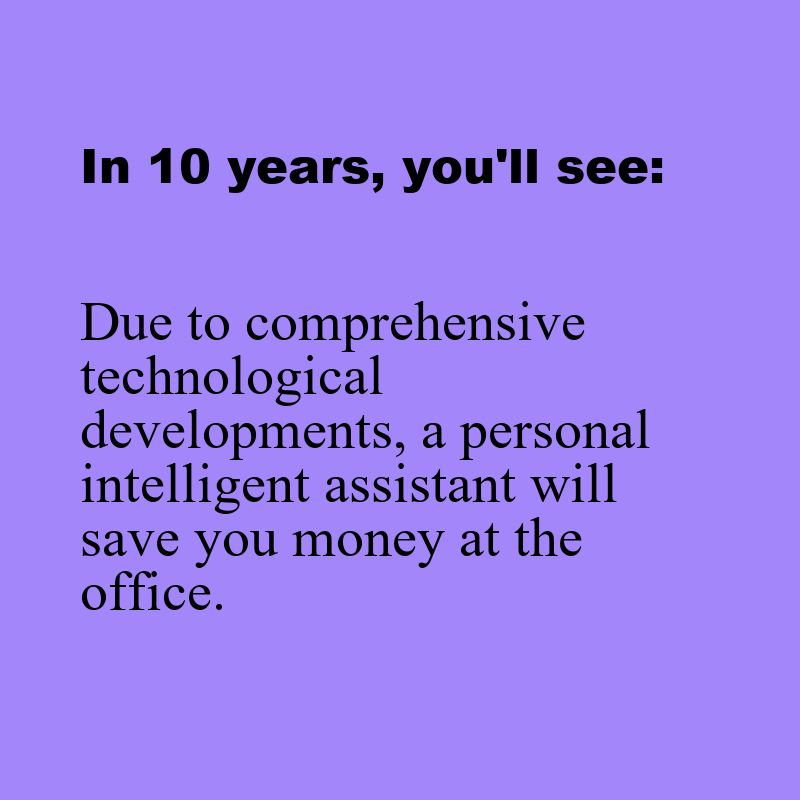 In 10 years, you'll see:
Due to comprehensive
technological
developments, a personal
intelligent assistant will
save you money at the
office.